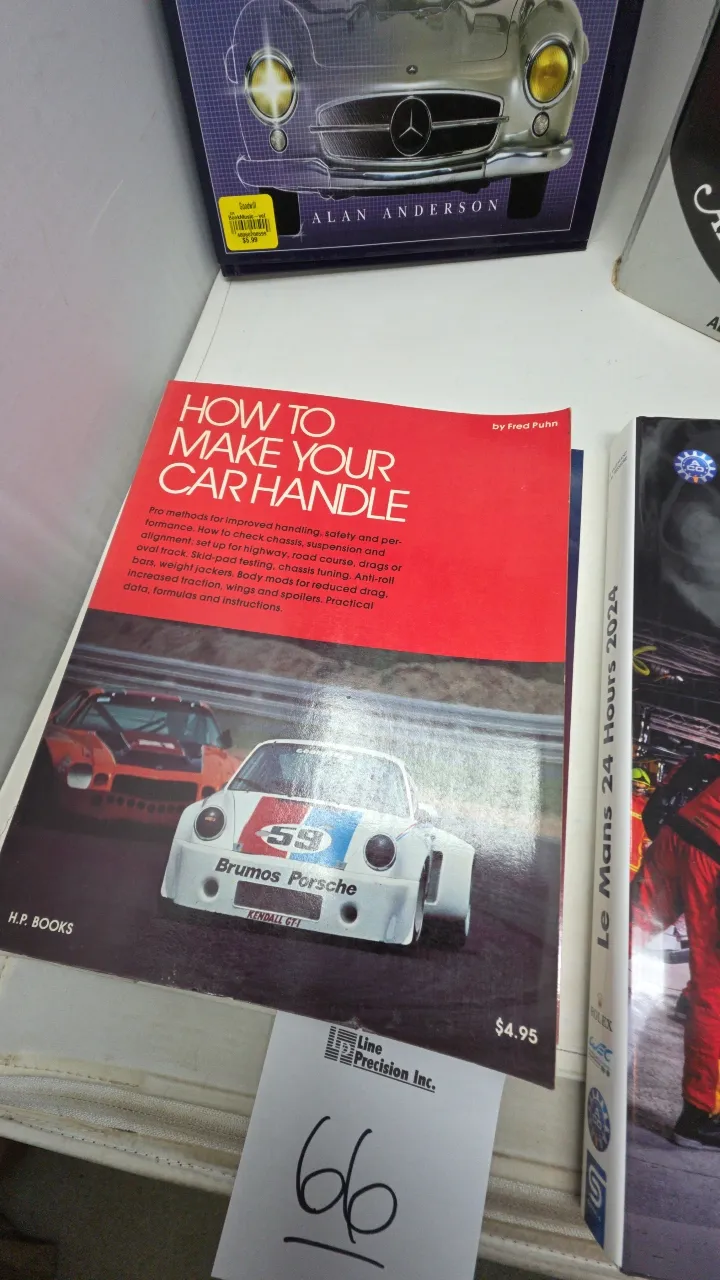 Goodwill
$5.99
ALAN ANDERSON
HOW TO
MAKE YOUR
CAR HANDLE
by Fred Puhn
Pro methods for improved handling, safety and per-
formance. How to check chassis, suspension and
alignment; set up for highway, road course, drags or
oval track. Skid-pad testing, chassis tuning. Anti-roll
bars, weight jackers. Body mods for reduced drag,
increased traction, wings and spoilers. Practical
data, formulas and instructions.
59
Brumos Porsche
KENDALL GT-1
H.P. BOOKS
$4.95
Le Mans 24 Hours 2024
ROLEX
WEC
Line
Precision Inc.
66